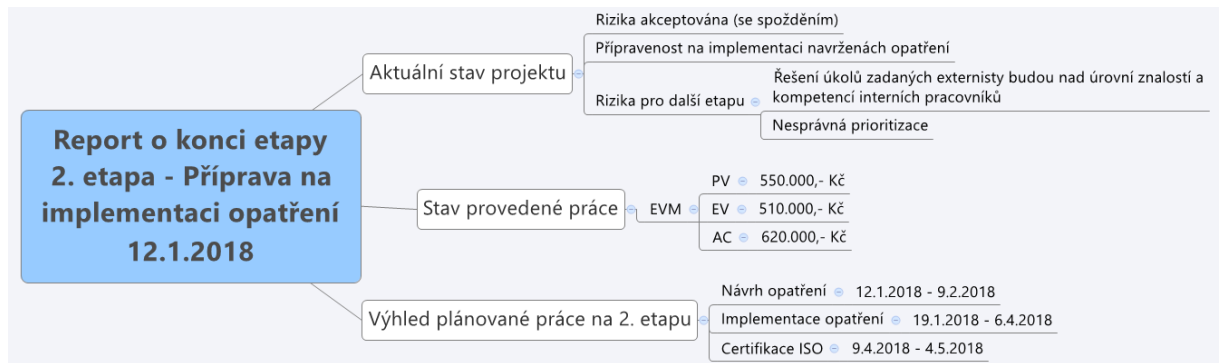 Report o konci etapy
2. etapa - Příprava na
implementaci opatření
12.1.2018
Aktuální stav projektu
Rizika akceptována (se spožděním)
Přípravenost na implementaci navrženách opatření
Rizika pro další etapu
Řešení úkolů zadaných externisty budou nad úrovní znalostí a
kompetencí interních pracovníků
Nesprávná prioritizace
Stav provedené práce
EVM
PV 550.000,- Kč
EV 510.000,- Kč
AC 620.000,- Kč
Výhled plánované práce na 2. etapu
Návrh opatření 12.1.2018 - 9.2.2018
Implementace opatření 19.1.2018 - 6.4.2018
Certifikace ISO 9.4.2018 - 4.5.2018